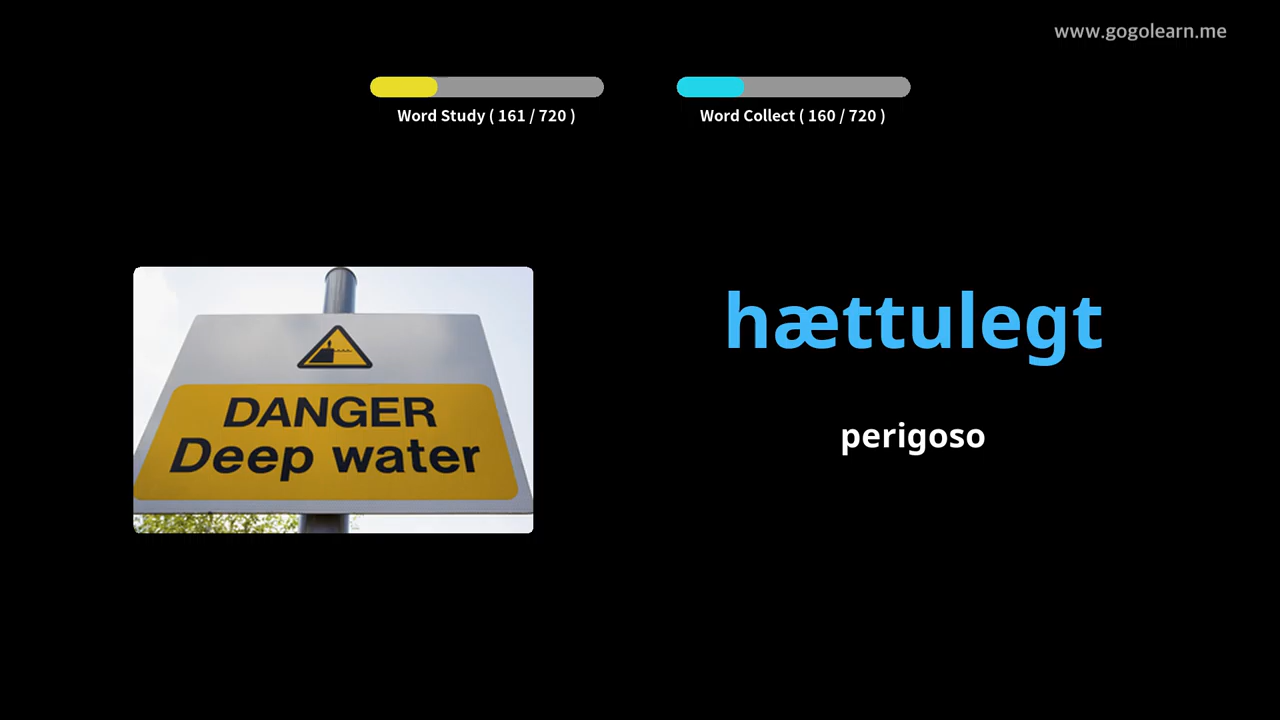 www.gogolearn.me
Word Study ( 161 / 720 )
Word Collect ( 160 / 720 )
DANGER
Deep water
hættulegt
perigoso